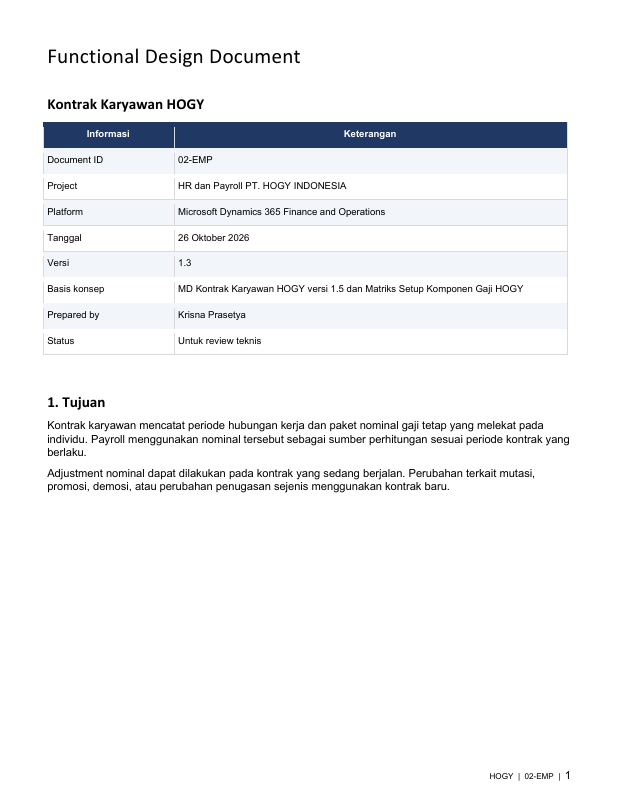 Functional Design Document
Kontrak Karyawan HOGY
Informasi Keterangan
Document ID 02-EMP
Project HR dan Payroll PT. HOGY INDONESIA
Platform Microsoft Dynamics 365 Finance and Operations
Tanggal 26 Oktober 2026
Versi 1.3
Basis konsep MD Kontrak Karyawan HOGY versi 1.5 dan Matriks Setup Komponen Gaji HOGY
Prepared by Krisna Prasetya
Status Untuk review teknis
1. Tujuan
Kontrak karyawan mencatat periode hubungan kerja dan paket nominal gaji tetap yang melekat pada
individu. Payroll menggunakan nominal tersebut sebagai sumber perhitungan sesuai periode kontrak yang
berlaku.
Adjustment nominal dapat dilakukan pada kontrak yang sedang berjalan. Perubahan terkait mutasi,
promosi, demosi, atau perubahan penugasan sejenis menggunakan kontrak baru.
HOGY | 02-EMP | 1